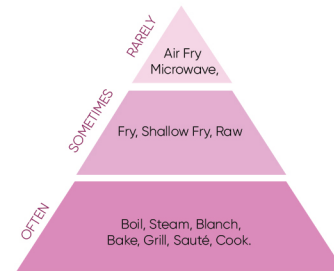 RARELY
Air Fry
Microwave,
SOMETIMES
Fry, Shallow Fry, Raw
OFTEN
Boil, Steam, Blanch,
Bake, Grill, Sauté, Cook.